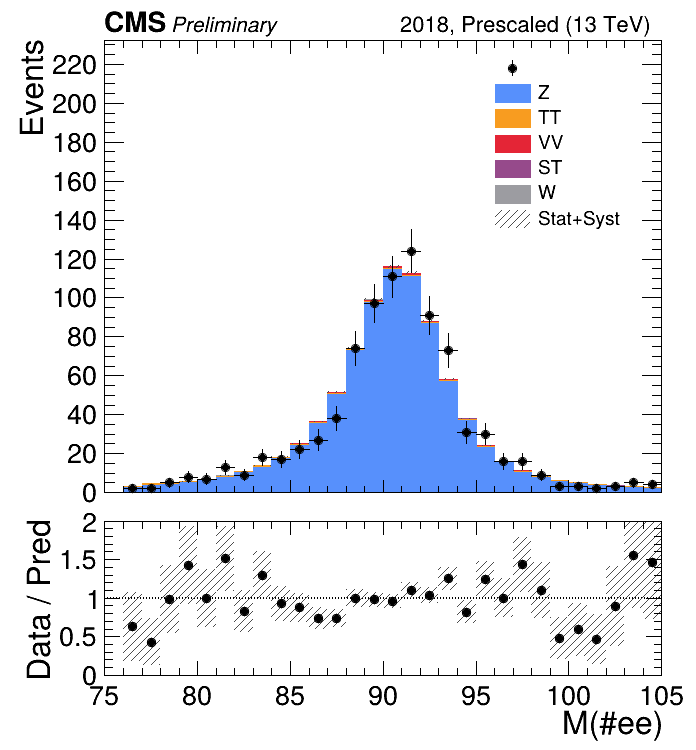 CMS Preliminary 2018, Prescaled (13 TeV)
Events
220
200
180
160
140
120
100
80
60
40
20
0
Z
TT
VV
ST
W
Stat+Syst
Data / Pred
2
1.5
1
0.5
0
75 80 85 90 95 100 105
M(#ee)